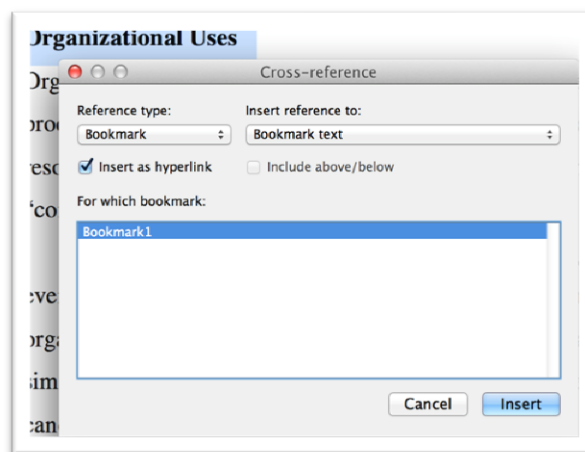 Organizational Uses
Cross-reference
Reference type:
Insert reference to:
Bookmark
Bookmark text
Insert as hyperlink
Include above/below
For which bookmark:
Bookmark1
Cancel
Insert